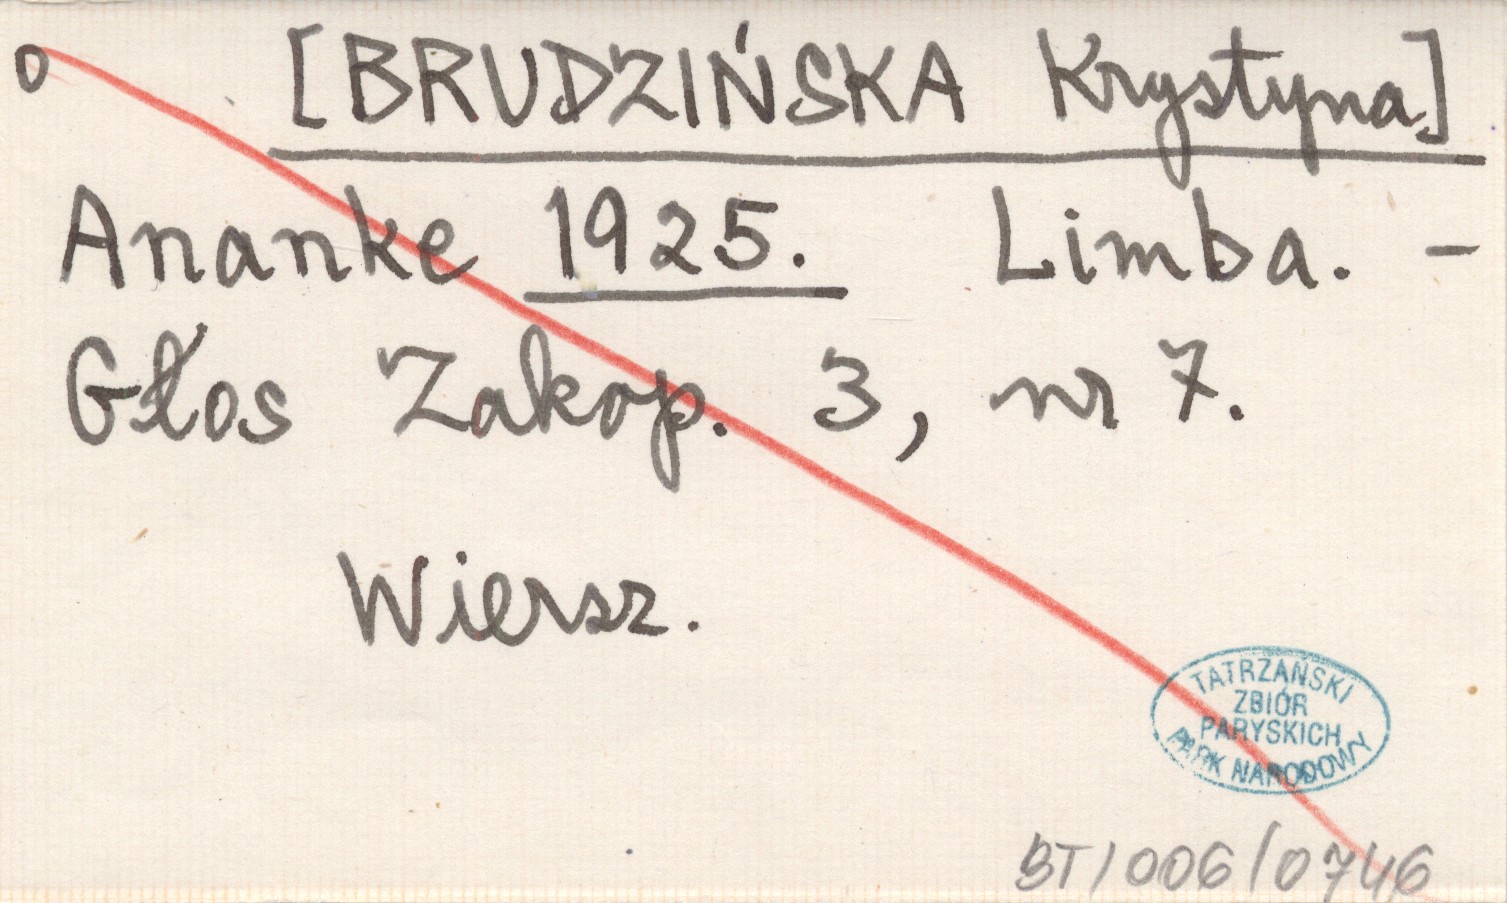 o [BRUDZIŃSKA Krystyna]
Ananke 1925. Limba. –
Głos Zakop. 3, nr 7.
Wiersz.
TATRZAŃSKI
ZBIÓR
PARYSKICH
PARK NARODOWY
BT/006/0746